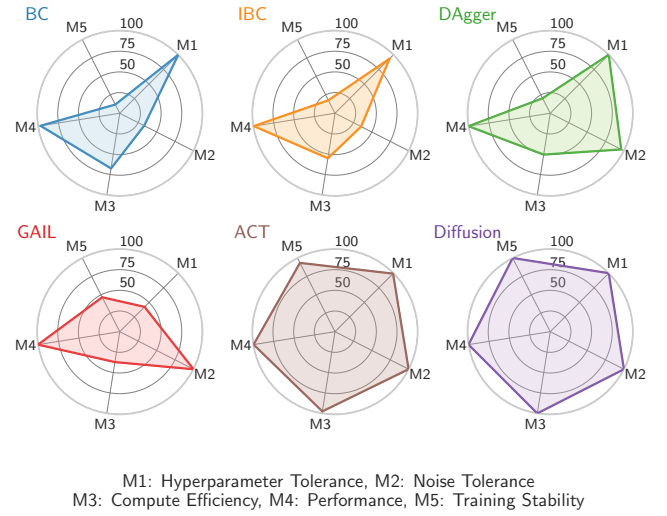 BC
100
75
50
M1
M2
M3
M4
M5
IBC
100
75
50
M1
M2
M3
M4
M5
DAgger
100
75
50
M1
M2
M3
M4
M5
GAIL
100
75
50
M1
M2
M3
M4
M5
ACT
100
75
50
M1
M2
M3
M4
M5
Diffusion
100
75
50
M1
M2
M3
M4
M5
M1: Hyperparameter Tolerance, M2: Noise Tolerance
M3: Compute Efficiency, M4: Performance, M5: Training Stability